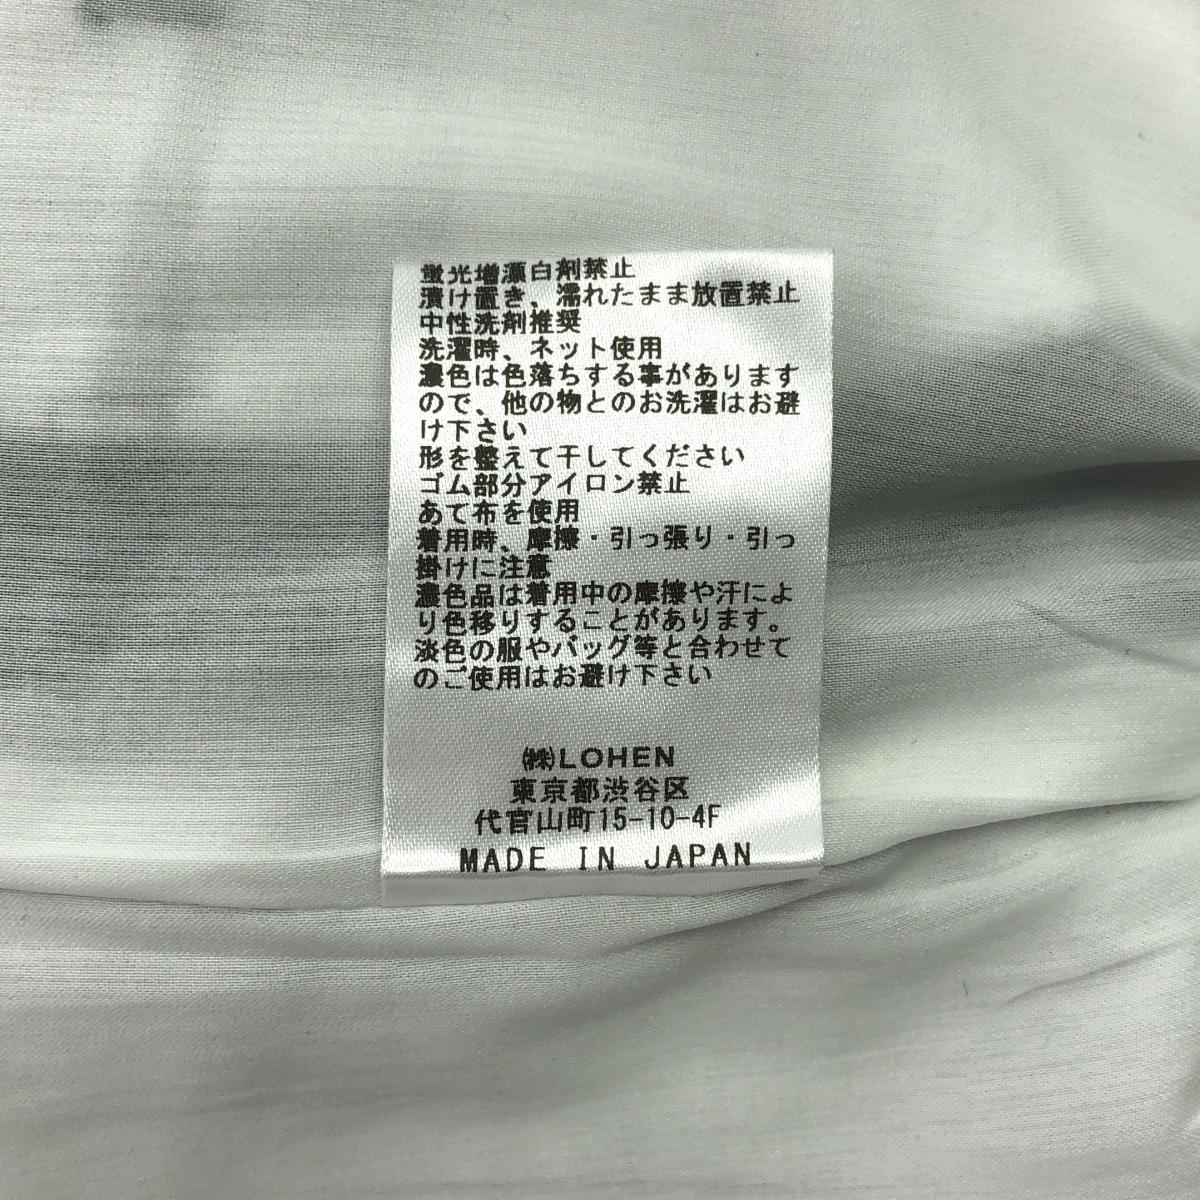 蛍光増漂白剤禁止
漬け置き、濡れたまま放置禁止
中性洗剤推奨
洗濯時、ネット使用
濃色は色落ちする事があります
ので、他の物とのお洗濯はお避
け下さい
形を整えて干してください
ゴム部分アイロン禁止
あて布を使用
着用時、摩擦・引っ張り・引っ
掛けに注意
濃色品は着用中の摩擦や汗によ
り色移りすることがあります。
淡色の服やバッグ等と合わせて
のご使用はお避け下さい
㈱LOHEN
東京都渋谷区
代官山町15-10-4F
MADE IN JAPAN